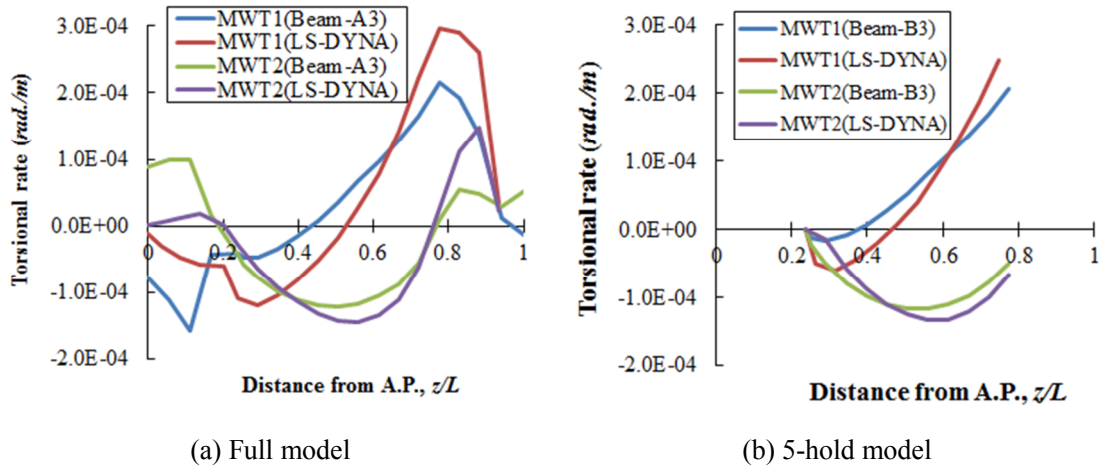 MWT1(Beam-A3)
MWT1(LS-DYNA)
MWT2(Beam-A3)
MWT2(LS-DYNA)
Torsional rate (rad./m)
3.0E-04
2.0E-04
1.0E-04
0.0E+00
-1.0E-04
-2.0E-04
0 0.2 0.4 0.6 0.8 1
Distance from A.P., z/L
(a) Full model
MWT1(Beam-B3)
MWT1(LS-DYNA)
MWT2(Beam-B3)
MWT2(LS-DYNA)
Torsional rate (rad./m)
3.0E-04
2.0E-04
1.0E-04
0.0E+00
-1.0E-04
-2.0E-04
0 0.2 0.4 0.6 0.8 1
Distance from A.P., z/L
(b) 5-hold model